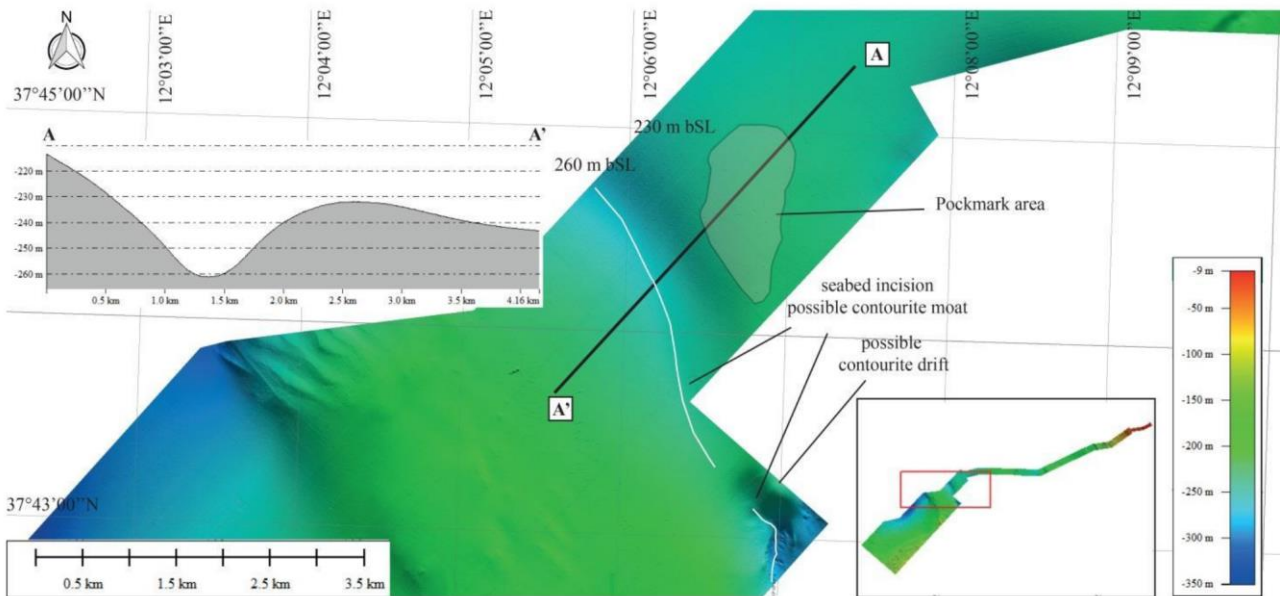 N
12°03'00''E
12°04'00''E
12°05'00''E
12°06'00''E
12°08'00''E
12°09'00''E
37°45'00''N
A
A'
-220 m
-230 m
-240 m
-250 m
-260 m
0.5 km
1.0 km
1.5 km
2.0 km
2.5 km
3.0 km
3.5 km
4.16 km
A
230 m bSL
260 m bSL
Pockmark area
seabed incision
possible contourite moat
possible
contourite drift
A'
37°43'00''N
0.5 km
1.5 km
2.5 km
3.5 km
-9 m
-50 m
-100 m
-150 m
-200 m
-250 m
-300 m
-350 m